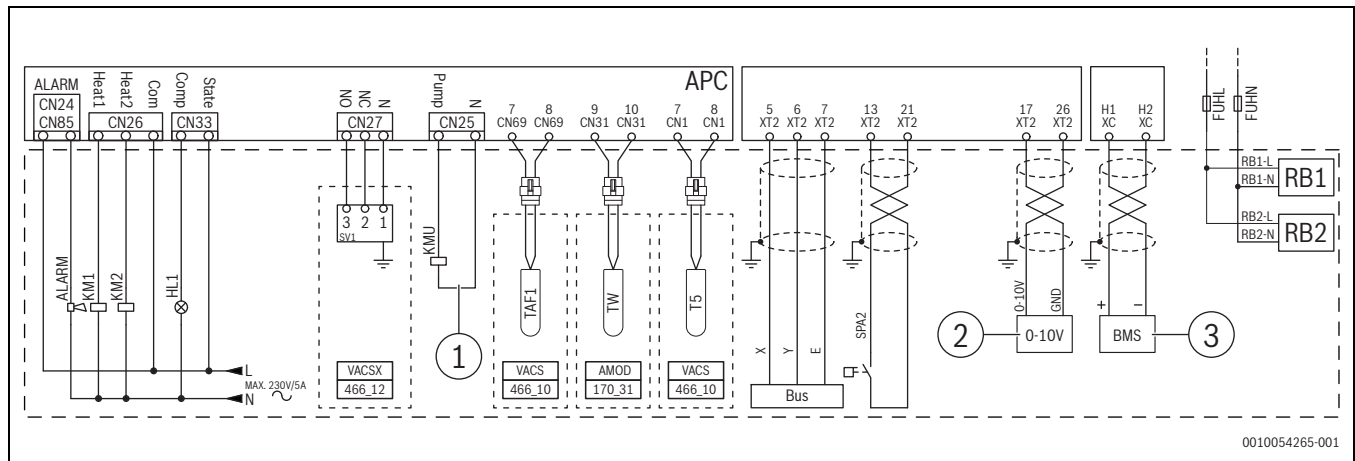 APC
ALARM
CN24
CN85
Heat1
Heat2
Com
CN26
Comp
State
CN33
NO
NC
N
CN27
Pump
N
CN25
7
CN69
8
CN69
9
CN31
10
CN31
7
CN1
8
CN1
5
XT2
6
XT2
7
XT2
13
XT2
21
XT2
17
XT2
26
XT2
H1
XC
H2
XC
FUHL
FUHN
RB1-L
RB1-N
RB1
RB2-L
RB2-N
RB2
3 2 1
SV1
ALARM
KM1
KM2
HL1
KMU
TAF1
TW
T5
SPA2
0-10V
GND
+
−
X
Y
E
1
2
0-10V
BMS
3
L
MAX. 230V/5A
N
VACSX
466_12
VACS
466_10
AMOD
170_31
VACS
466_10
Bus
0010054265-001